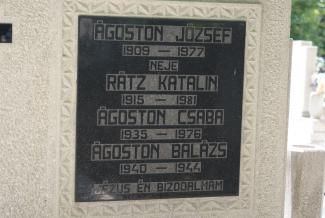 ÁGOSTON JÓZSEF
1909 — 1977
NEJE
RÁTZ KATALIN
1915 — 1981
ÁGOSTON CSABA
1935 — 1976
ÁGOSTON BALÁZS
1940 — 1944
JÉZUS ÉN BIZODALMAM